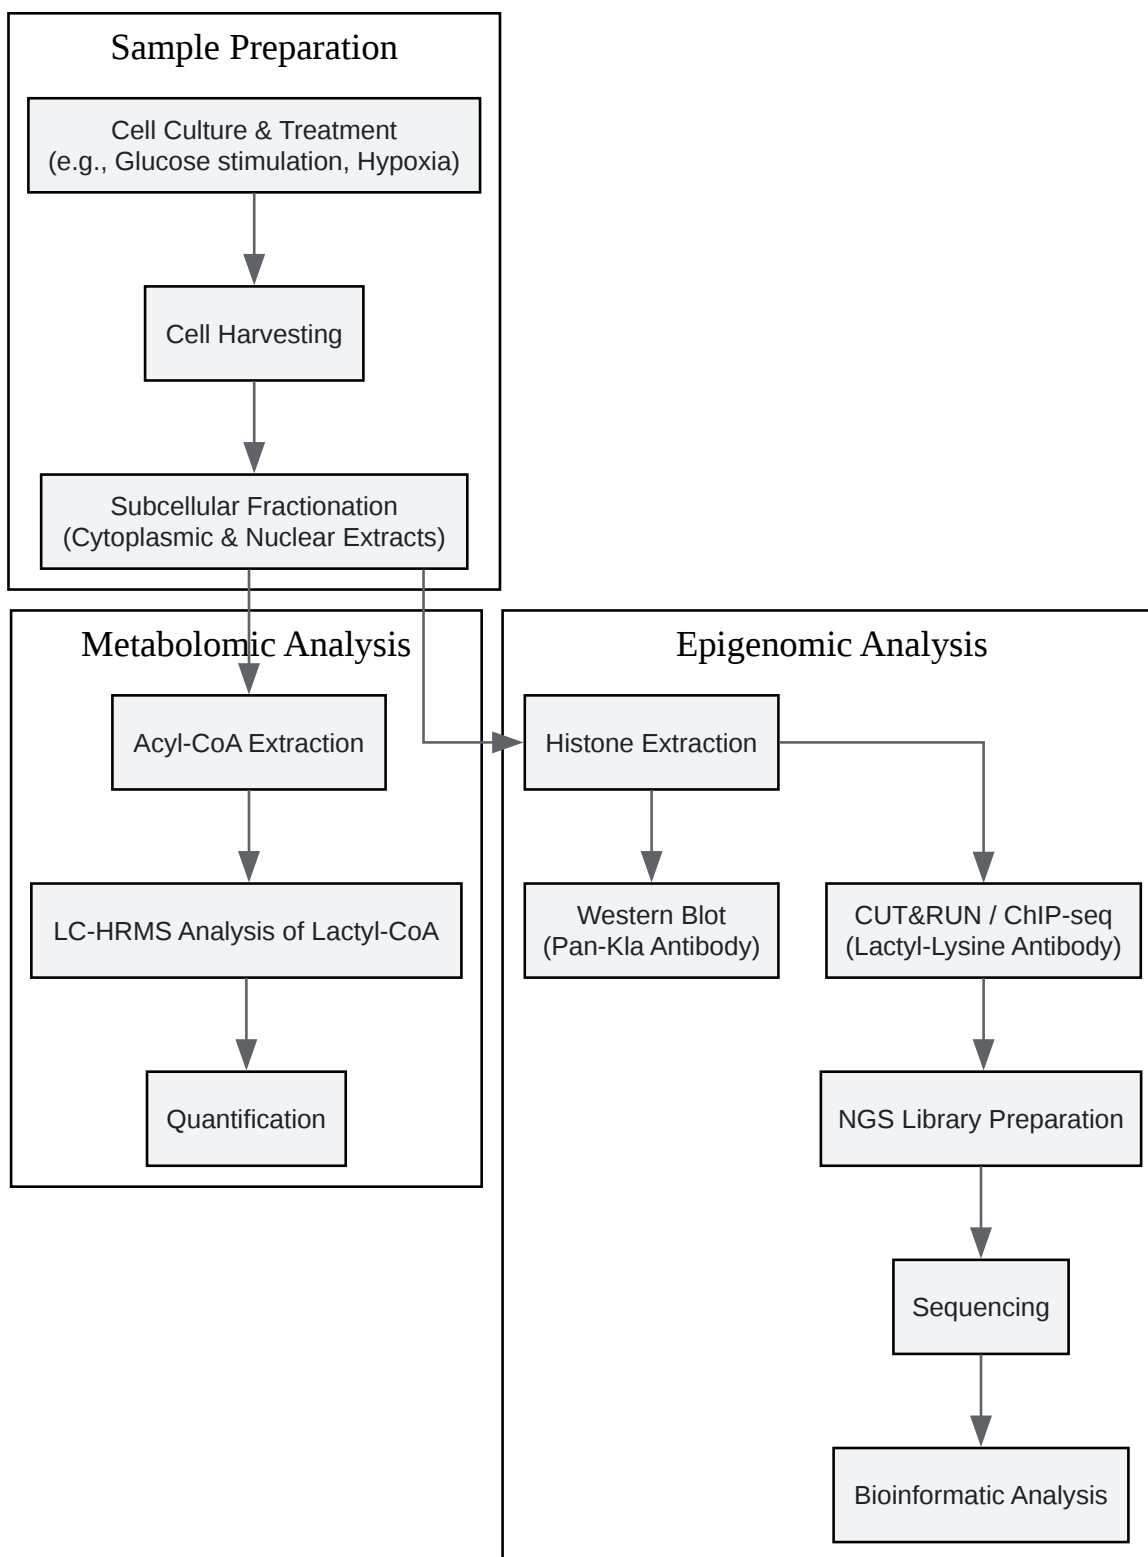 Sample Preparation
Cell Culture & Treatment
(e.g., Glucose stimulation, Hypoxia)
Cell Harvesting
Subcellular Fractionation
(Cytoplasmic & Nuclear Extracts)
Metabolomic Analysis
Acyl-CoA Extraction
LC-HRMS Analysis of Lactyl-CoA
Quantification
Epigenomic Analysis
Histone Extraction
Western Blot
(Pan-Kla Antibody)
CUT&RUN / ChIP-seq
(Lactyl-Lysine Antibody)
NGS Library Preparation
Sequencing
Bioinformatic Analysis